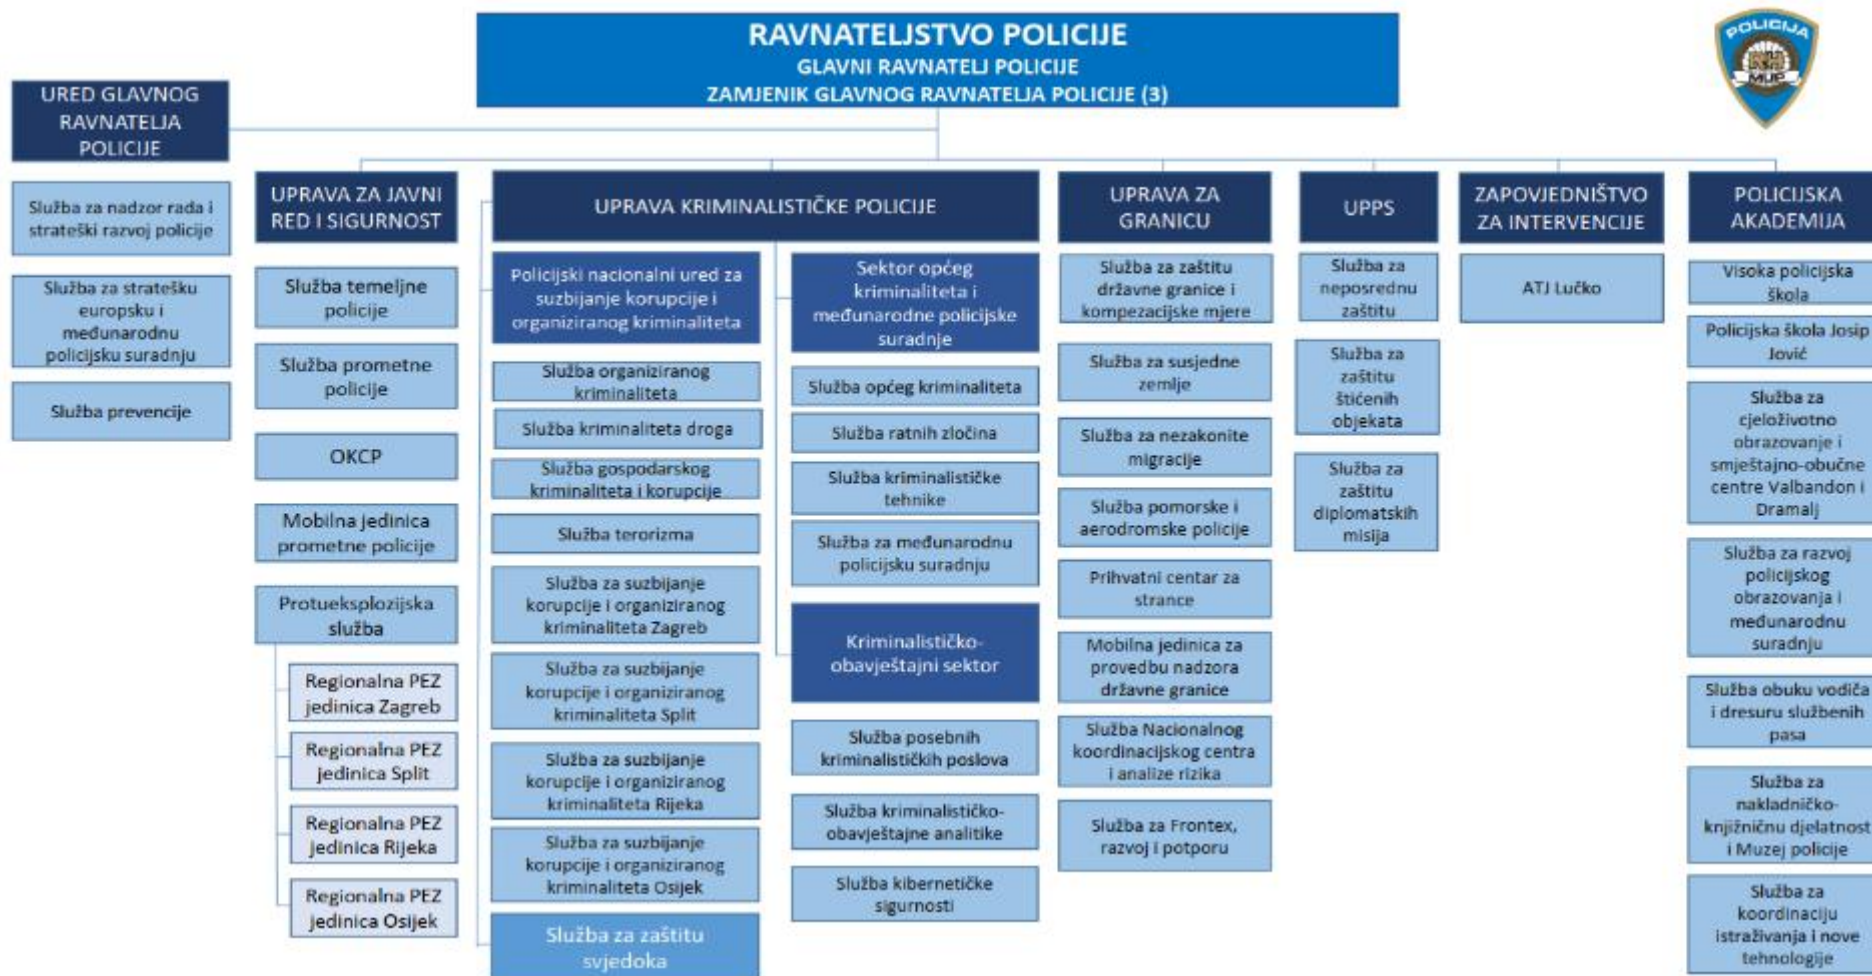 RAVNATELJSTVO POLICIJE
GLAVNI RAVNATELJ POLICIJE
ZAMJENIK GLAVNOG RAVNATELJA POLICIJE (3)
POLICIJA
MUP
URED GLAVNOG
RAVNATELJA
POLICIJE
Služba za nadzor rada i
strateški razvoj policije
Služba za stratešku
europsku i
međunarodnu
policijsku suradnju
Služba prevencije
UPRAVA ZA JAVNI
RED I SIGURNOST
Služba temeljne
policije
Služba prometne
policije
OKCP
Mobilna jedinica
prometne policije
Protueksplozijska
služba
Regionalna PEZ
jedinica Zagreb
Regionalna PEZ
jedinica Split
Regionalna PEZ
jedinica Rijeka
Regionalna PEZ
jedinica Osijek
UPRAVA KRIMINALISTIČKE POLICIJE
Policijski nacionalni ured za
suzbijanje korupcije i
organiziranog kriminaliteta
Služba organiziranog
kriminaliteta
Služba kriminaliteta droga
Služba gospodarskog
kriminaliteta i korupcije
Služba terorizma
Služba za suzbijanje
korupcije i organiziranog
kriminaliteta Zagreb
Služba za suzbijanje
korupcije i organiziranog
kriminaliteta Split
Služba za suzbijanje
korupcije i organiziranog
kriminaliteta Rijeka
Služba za suzbijanje
korupcije i organiziranog
kriminaliteta Osijek
Služba za zaštitu
svjedoka
Sektor općeg
kriminaliteta i
međunarodne policijske
suradnje
Služba općeg kriminaliteta
Služba ratnih zločina
Služba kriminalističke
tehnike
Služba za međunarodnu
policijsku suradnju
Kriminalističko-
obavještajni sektor
Služba posebnih
kriminalističkih poslova
Služba kriminalističko-
obavještajne analitike
Služba kibernetičke
sigurnosti
UPRAVA ZA
GRANICU
Služba za zaštitu
državne granice i
kompezacijske mjere
Služba za susjedne
zemlje
Služba za nezakonite
migracije
Služba pomorske i
aerodromske policije
Prihvatni centar za
strance
Mobilna jedinica za
provedbu nadzora
državne granice
Služba Nacionalnog
koordinacijskog centra
i analize rizika
Služba za Frontex,
razvoj i potporu
UPPS
Služba za
neposrednu
zaštitu
Služba za
zaštitu
štićenih
objekata
Služba za
zaštitu
diplomatskih
misija
ZAPOVJEDNIŠTVO
ZA INTERVENCIJE
ATJ Lučko
POLICIJSKA
AKADEMIJA
Visoka policijska
škola
Policijska škola Josip
Jović
Služba za
cjeloživotno
obrazovanje i
smještajno-obučne
centre Valbandon i
Dramalj
Služba za razvoj
policijskog
obrazovanja i
međunarodnu
suradnju
Služba obuku vodiča
i dresuru službenih
pasa
Služba za
nakladničko-
knjižničnu djelatnost
i Muzej policije
Služba za
koordinaciju
istraživanja i nove
tehnologije